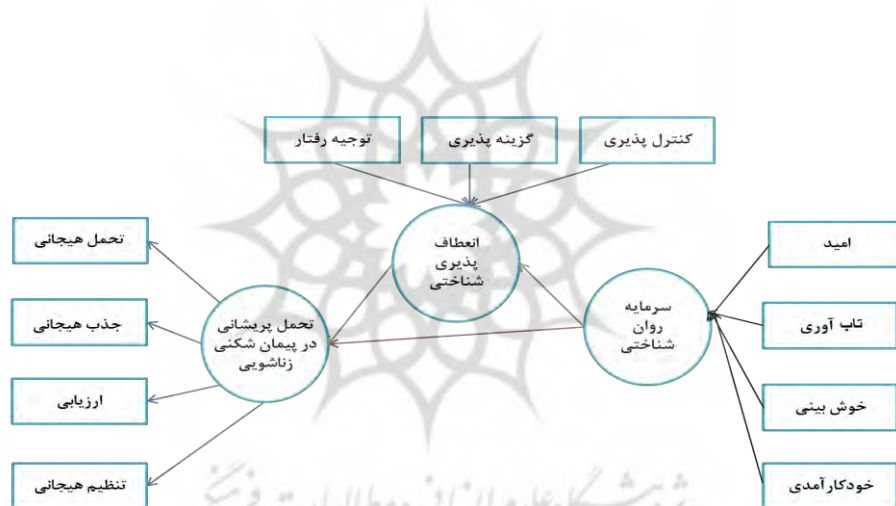 کنترل پذیری
گزینه پذیری
توجیه رفتار
انعطاف
پذیری
شناختی
امید
تاب آوری
خوش بینی
خودکارآمدی
سرمایه
روان
شناختی
تحمل پریشانی
در پیمان شکنی
زناشویی
تحمل هیجانی
جذب هیجانی
ارزیابی
تنظیم هیجانی